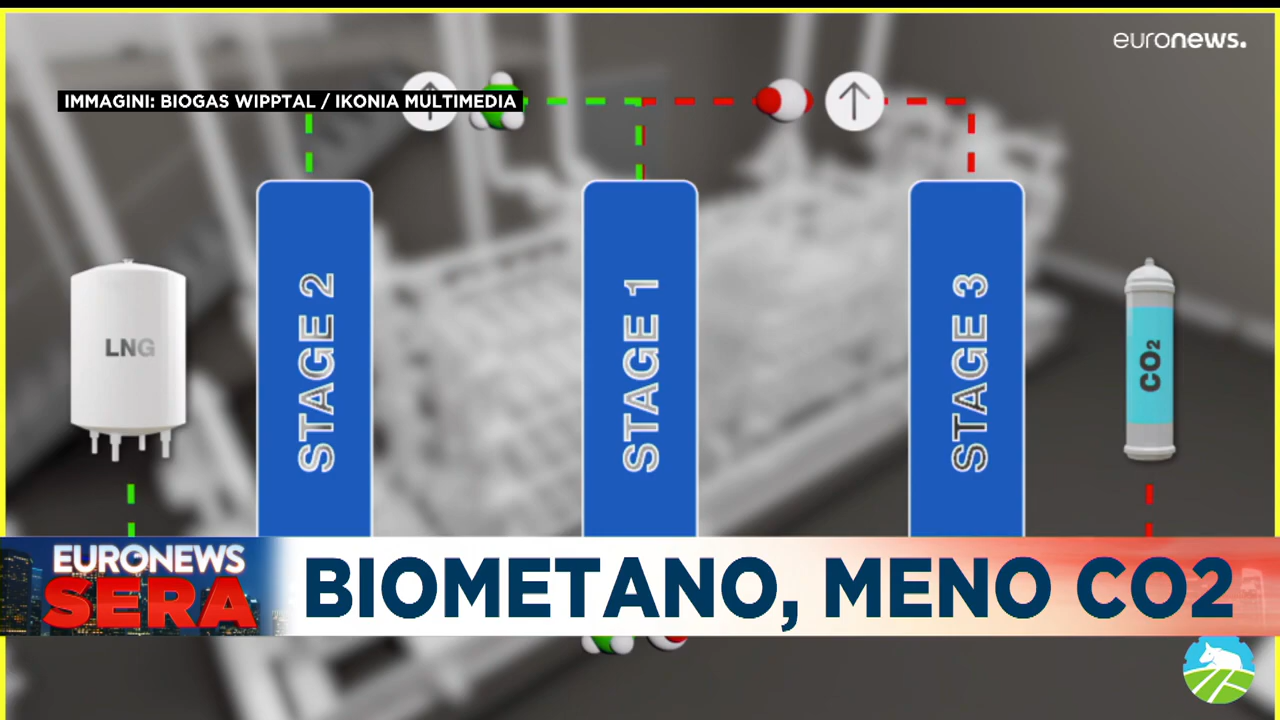 euronews.
IMMAGINI: BIOGAS WIPPTAL / IKONIA MULTIMEDIA
STAGE 2
STAGE 1
STAGE 3
LNG
CO2
EURONEWS
SERA
BIOMETANO, MENO CO2